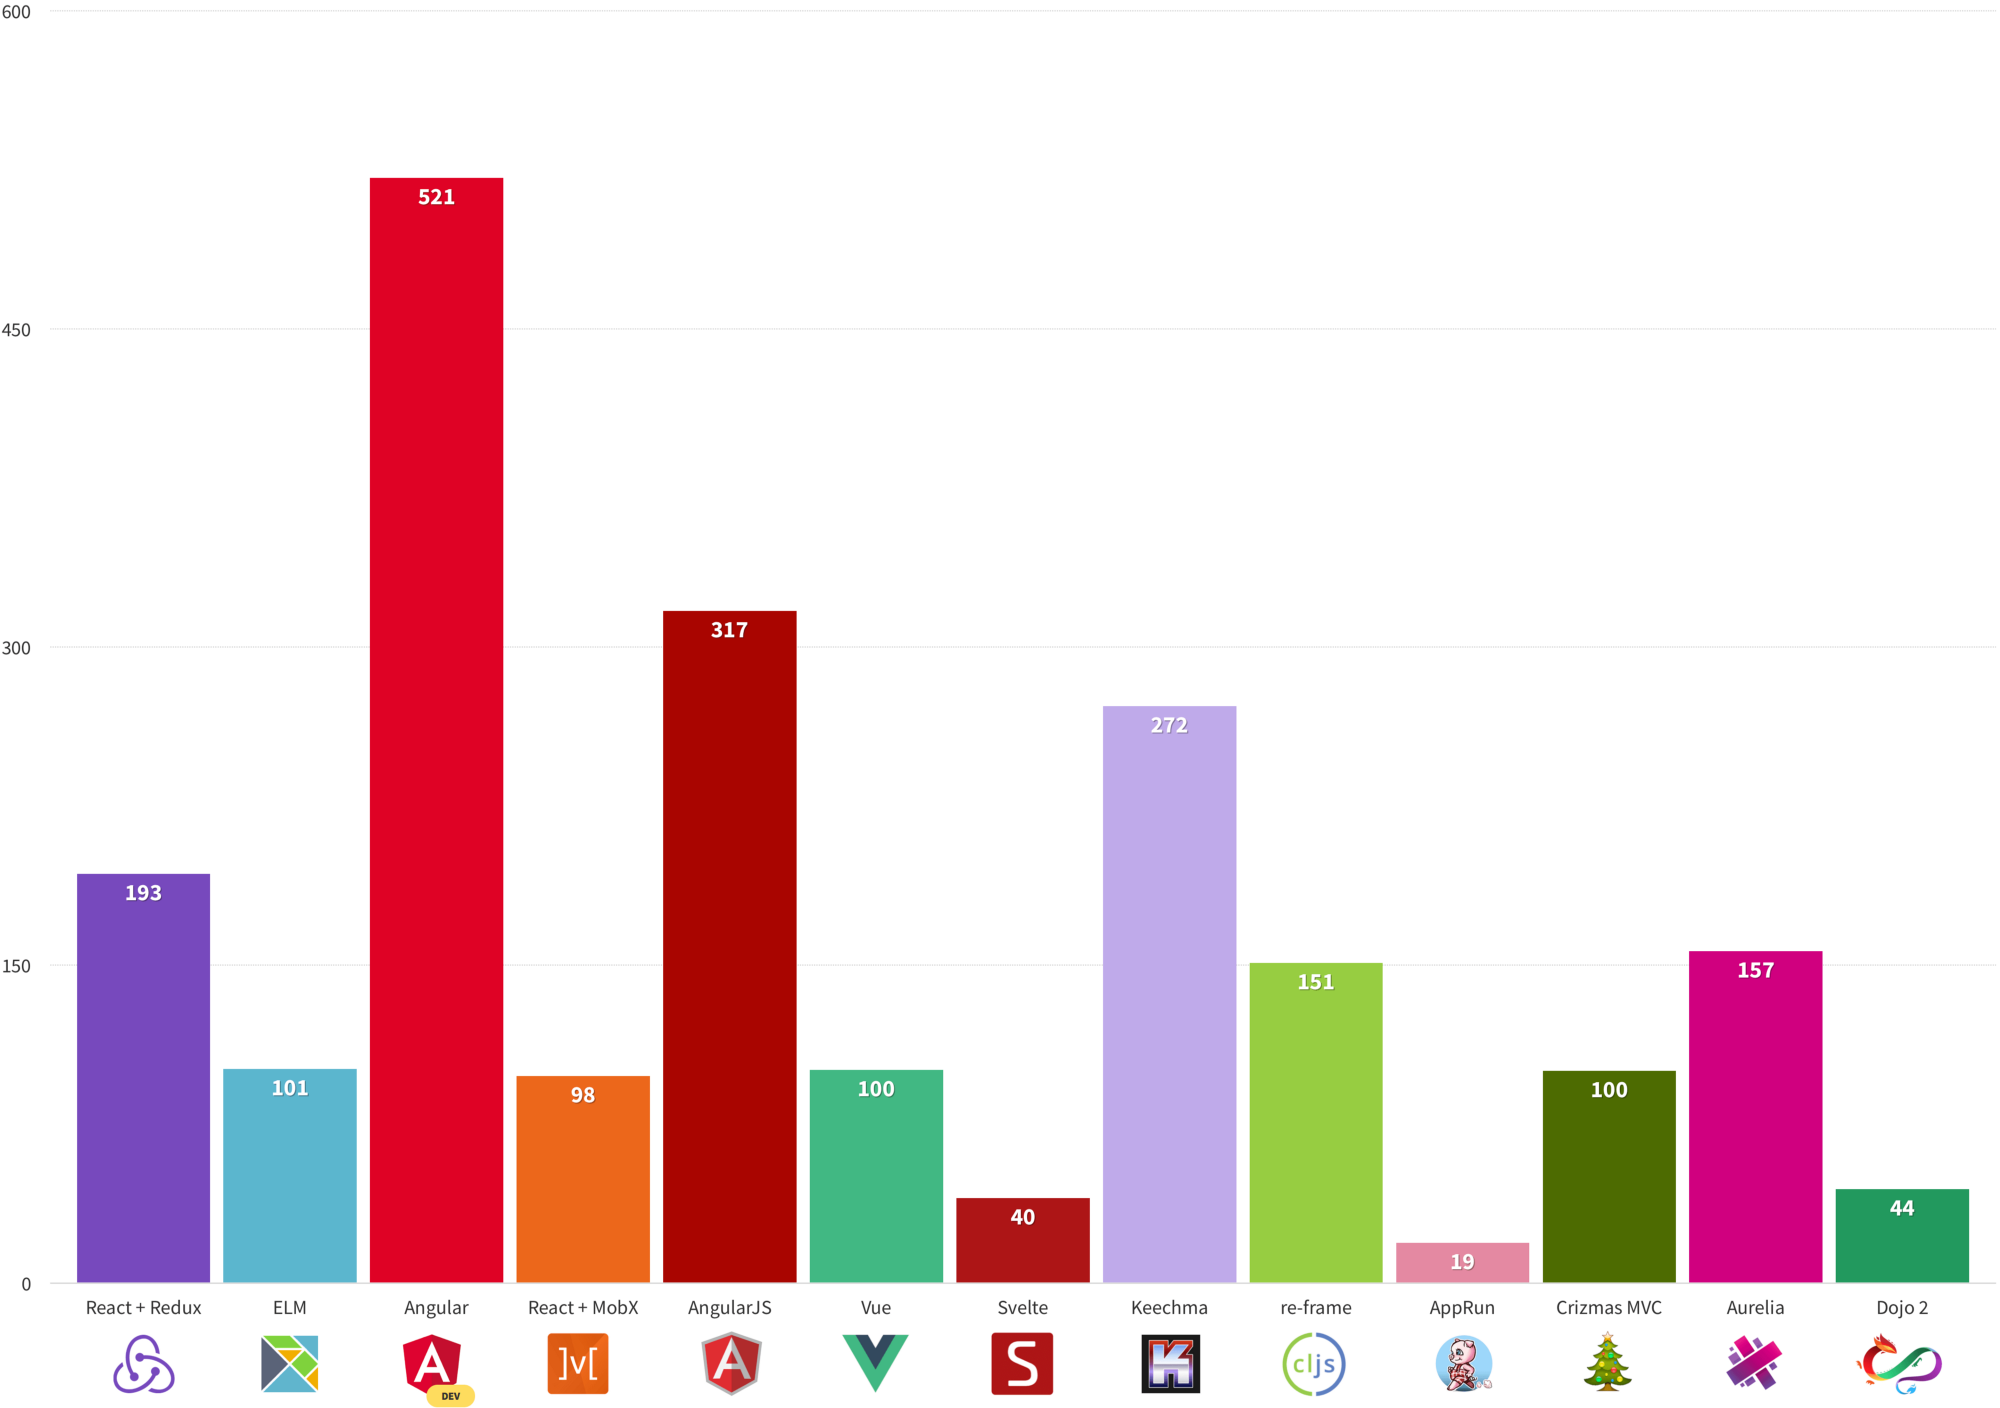 600
450
300
150
0
521
317
272
193
157
151
101
100
100
98
44
40
19
React + Redux
ELM
Angular
React + MobX
AngularJS
Vue
Svelte
Keechma
re-frame
AppRun
Crizmas MVC
Aurelia
Dojo 2
A
DEV
]v[
A
S
K
cljs